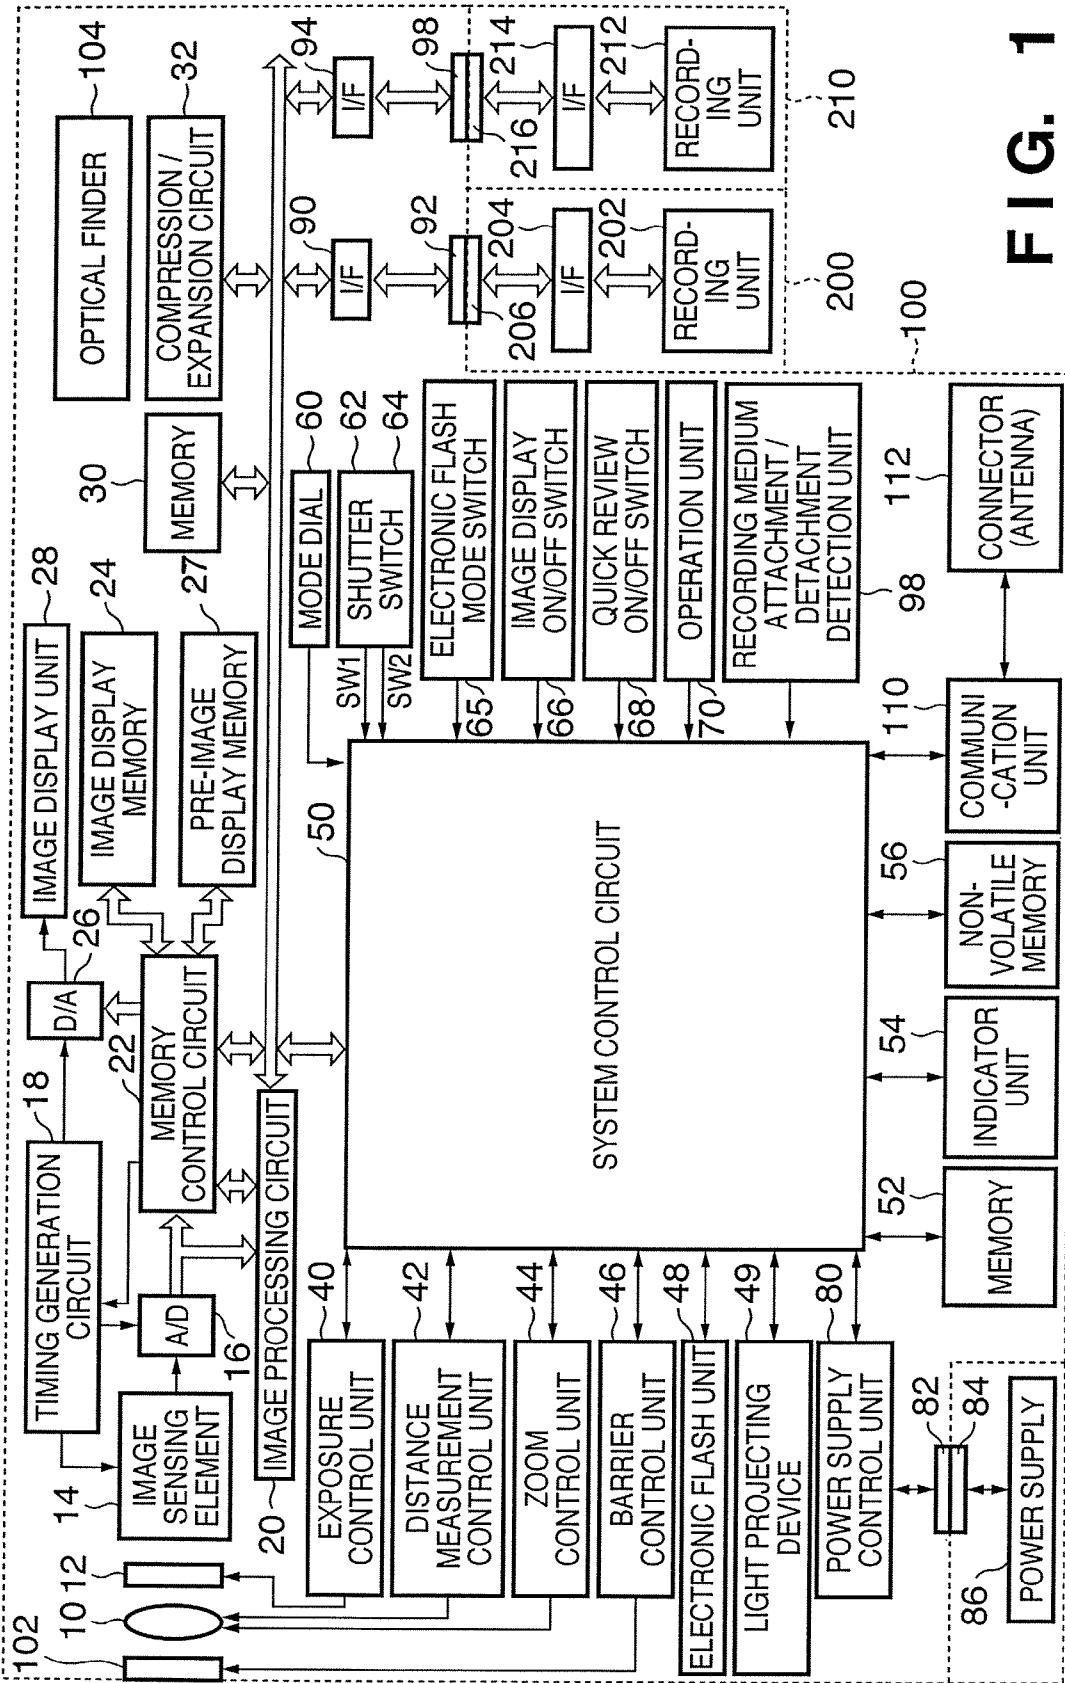 102
10
12
14
IMAGE
SENSING
ELEMENT
TIMING GENERATION
CIRCUIT
18
A/D
16
D/A
26
IMAGE DISPLAY UNIT
28
IMAGE DISPLAY
MEMORY
24
PRE-IMAGE
DISPLAY MEMORY
27
22
MEMORY
CONTROL CIRCUIT
20
IMAGE PROCESSING CIRCUIT
30
MEMORY
OPTICAL FINDER
104
COMPRESSION /
EXPANSION CIRCUIT
32
EXPOSURE
CONTROL UNIT
40
DISTANCE
MEASUREMENT
CONTROL UNIT
42
ZOOM
CONTROL UNIT
44
BARRIER
CONTROL UNIT
46
ELECTRONIC FLASH UNIT
48
LIGHT PROJECTING
DEVICE
49
POWER SUPPLY
CONTROL UNIT
80
82
84
86
POWER SUPPLY
50
SYSTEM CONTROL CIRCUIT
MODE DIAL
60
SHUTTER
SWITCH
62
64
SW1
SW2
ELECTRONIC FLASH
MODE SWITCH
65
IMAGE DISPLAY
ON/OFF SWITCH
66
QUICK REVIEW
ON/OFF SWITCH
68
OPERATION UNIT
70
RECORDING MEDIUM
ATTACHMENT /
DETACHMENT
DETECTION UNIT
98
MEMORY
52
INDICATOR
UNIT
54
NON-
VOLATILE
MEMORY
56
COMMUNI
-CATION
UNIT
110
CONNECTOR
(ANTENNA)
112
90
I/F
92
206
204
I/F
202
RECORD-
ING
UNIT
200
94
I/F
98
216
214
I/F
212
RECORD-
ING
UNIT
210
100
FIG. 1